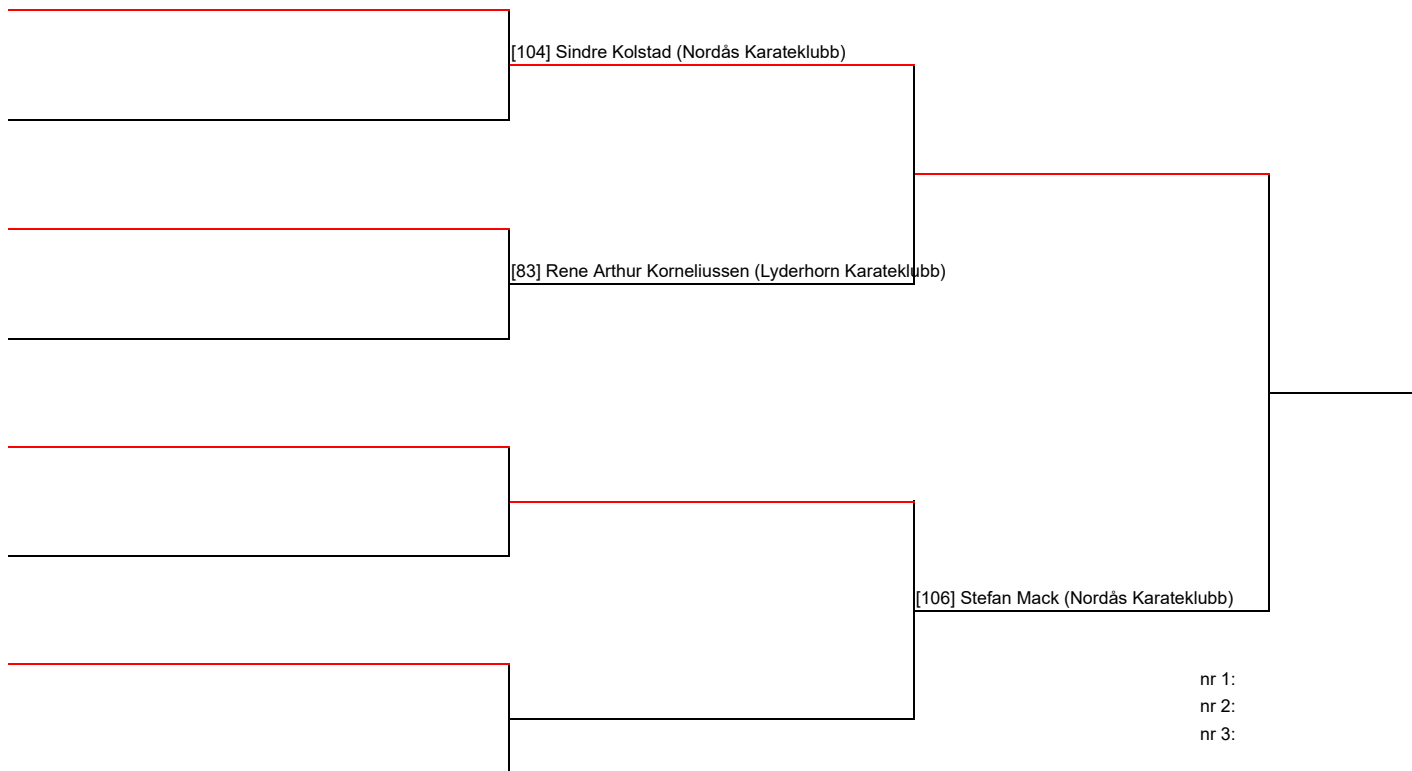 [104] Sindre Kolstad (Nordås Karateklubb)
[83] Rene Arthur Korneliussen (Lyderhorn Karateklubb)
[106] Stefan Mack (Nordås Karateklubb)
nr 1:
nr 2:
nr 3: